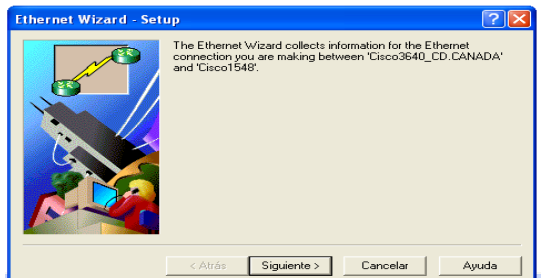 Ethernet Wizard - Setup
The Ethernet Wizard collects information for the Ethernet
connection you are making between 'Cisco3640_CD.CANADA'
and 'Cisco1548'.
< Atrás
Siguiente >
Cancelar
Ayuda